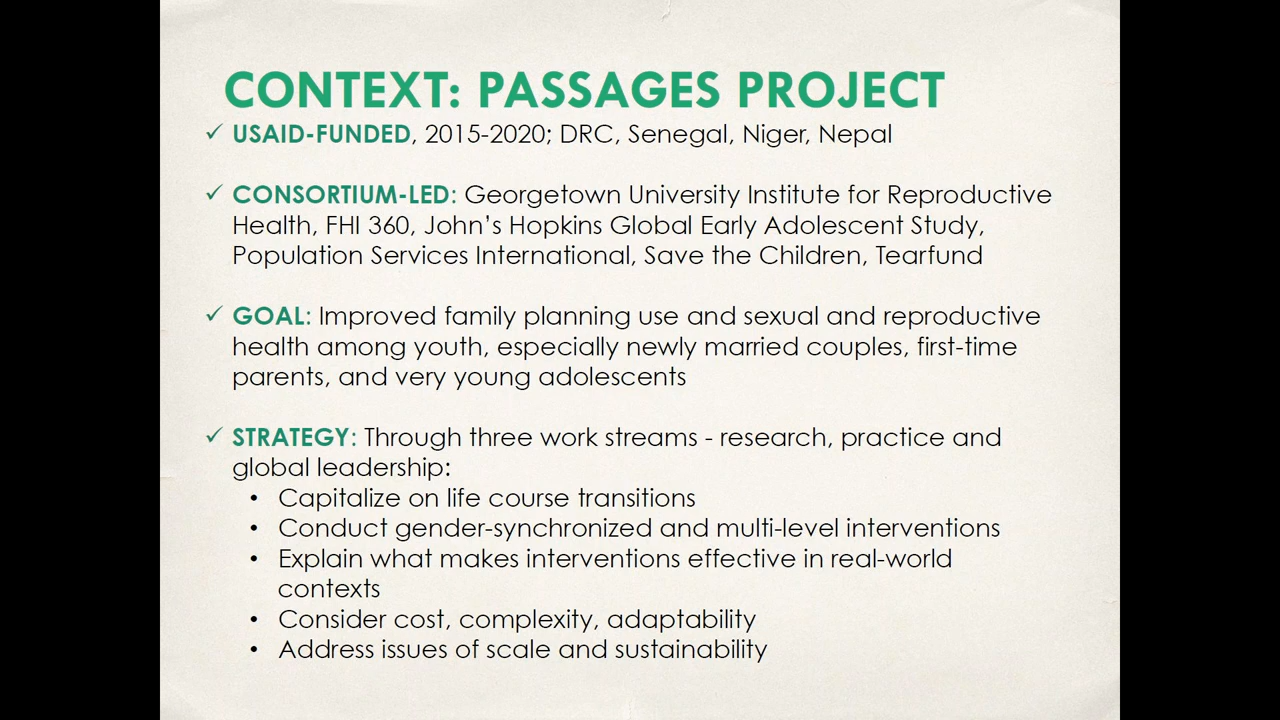 CONTEXT: PASSAGES PROJECT
✓ USAID-FUNDED, 2015-2020; DRC, Senegal, Niger, Nepal
✓ CONSORTIUM-LED: Georgetown University Institute for Reproductive
Health, FHI 360, John’s Hopkins Global Early Adolescent Study,
Population Services International, Save the Children, Tearfund
✓ GOAL: Improved family planning use and sexual and reproductive
health among youth, especially newly married couples, first-time
parents, and very young adolescents
✓ STRATEGY: Through three work streams - research, practice and
global leadership:
• Capitalize on life course transitions
• Conduct gender-synchronized and multi-level interventions
• Explain what makes interventions effective in real-world
contexts
• Consider cost, complexity, adaptability
• Address issues of scale and sustainability